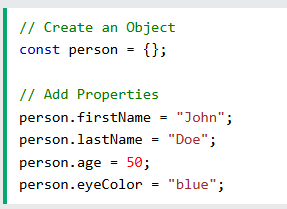 // Create an Object
const person = {};

// Add Properties
person.firstName = "John";
person.lastName = "Doe";
person.age = 50;
person.eyeColor = "blue";